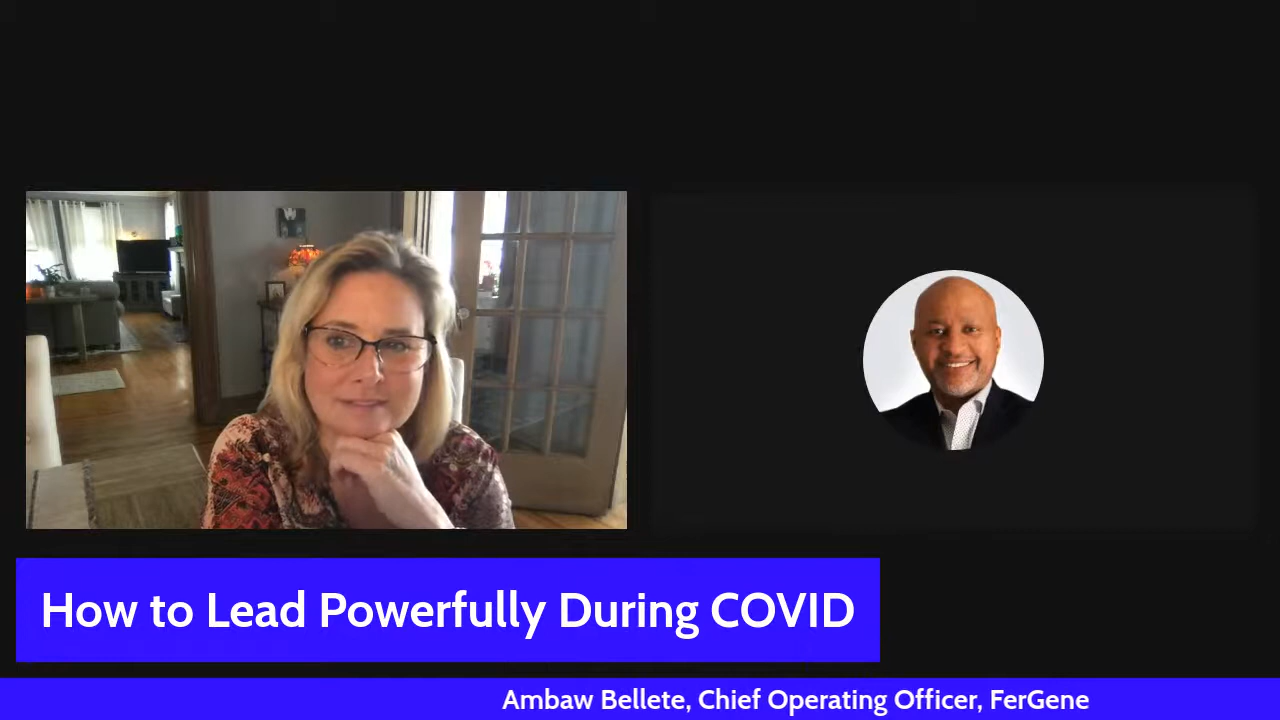 How to Lead Powerfully During COVID
Ambaw Bellete, Chief Operating Officer, FerGene